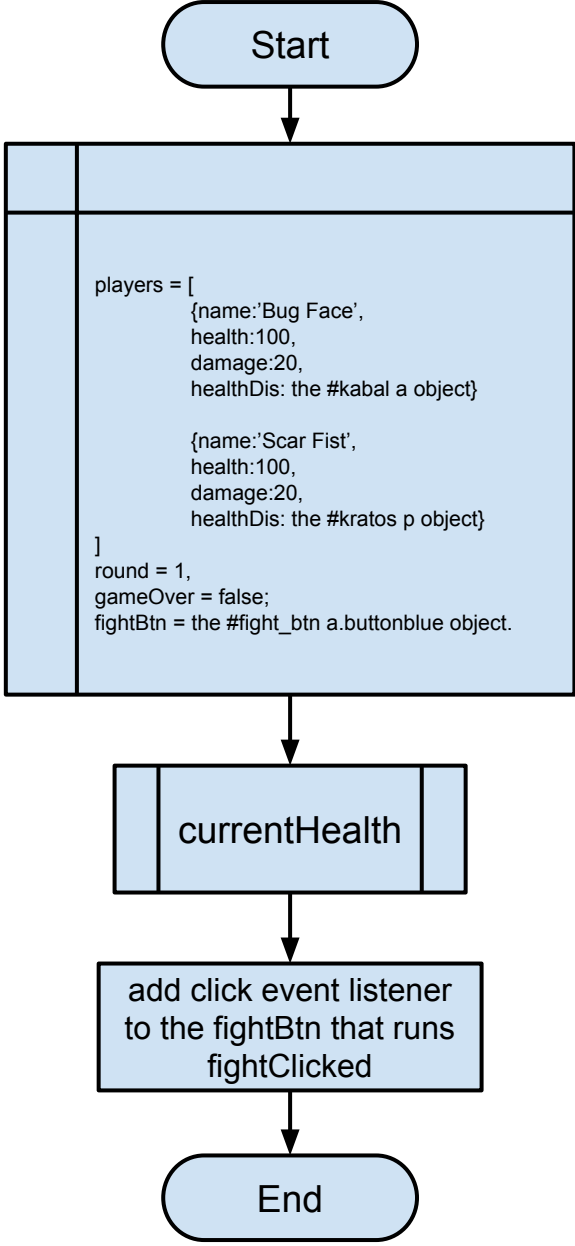 Start
players = [
{name:’Bug Face’,
health:100,
damage:20,
healthDis: the #kabal a object}
{name:’Scar Fist’,
health:100,
damage:20,
healthDis: the #kratos p object}
]
round = 1,
gameOver = false;
fightBtn = the #fight_btn a.buttonblue object.
currentHealth
add click event listener
to the fightBtn that runs
fightClicked
End